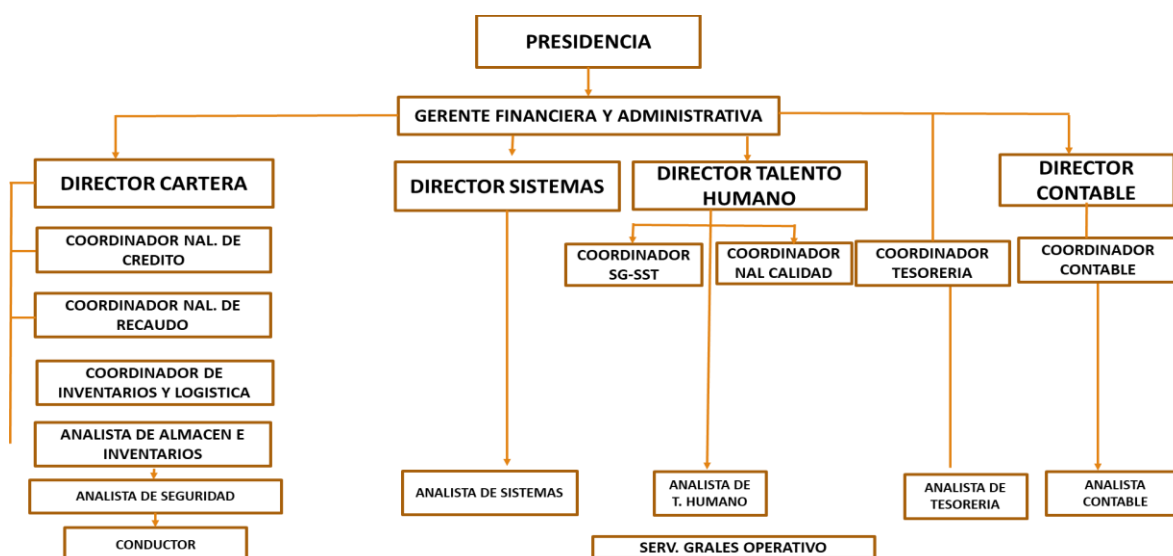 PRESIDENCIA
GERENTE FINANCIERA Y ADMINISTRATIVA
DIRECTOR CARTERA
DIRECTOR SISTEMAS
DIRECTOR TALENTO
HUMANO
DIRECTOR
CONTABLE
COORDINADOR NAL. DE
CREDITO
COORDINADOR
SG-SST
COORDINADOR
NAL CALIDAD
COORDINADOR
TESORERIA
COORDINADOR
CONTABLE
COORDINADOR NAL. DE
RECAUDO
COORDINADOR DE
INVENTARIOS Y LOGISTICA
ANALISTA DE ALMACEN E
INVENTARIOS
ANALISTA DE SEGURIDAD
CONDUCTOR
ANALISTA DE SISTEMAS
ANALISTA DE
T. HUMANO
ANALISTA DE
TESORERIA
ANALISTA
CONTABLE
SERV. GRALES OPERATIVO